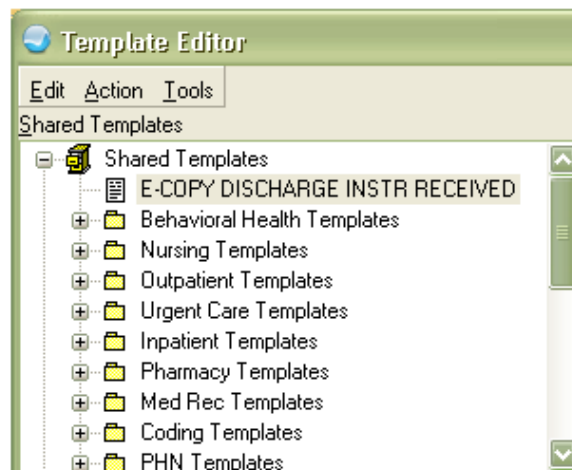 Template Editor
Edit Action Tools
Shared Templates
Shared Templates
E-COPY DISCHARGE INSTR RECEIVED
Behavioral Health Templates
Nursing Templates
Outpatient Templates
Urgent Care Templates
Inpatient Templates
Pharmacy Templates
Med Rec Templates
Coding Templates
PHN Templates